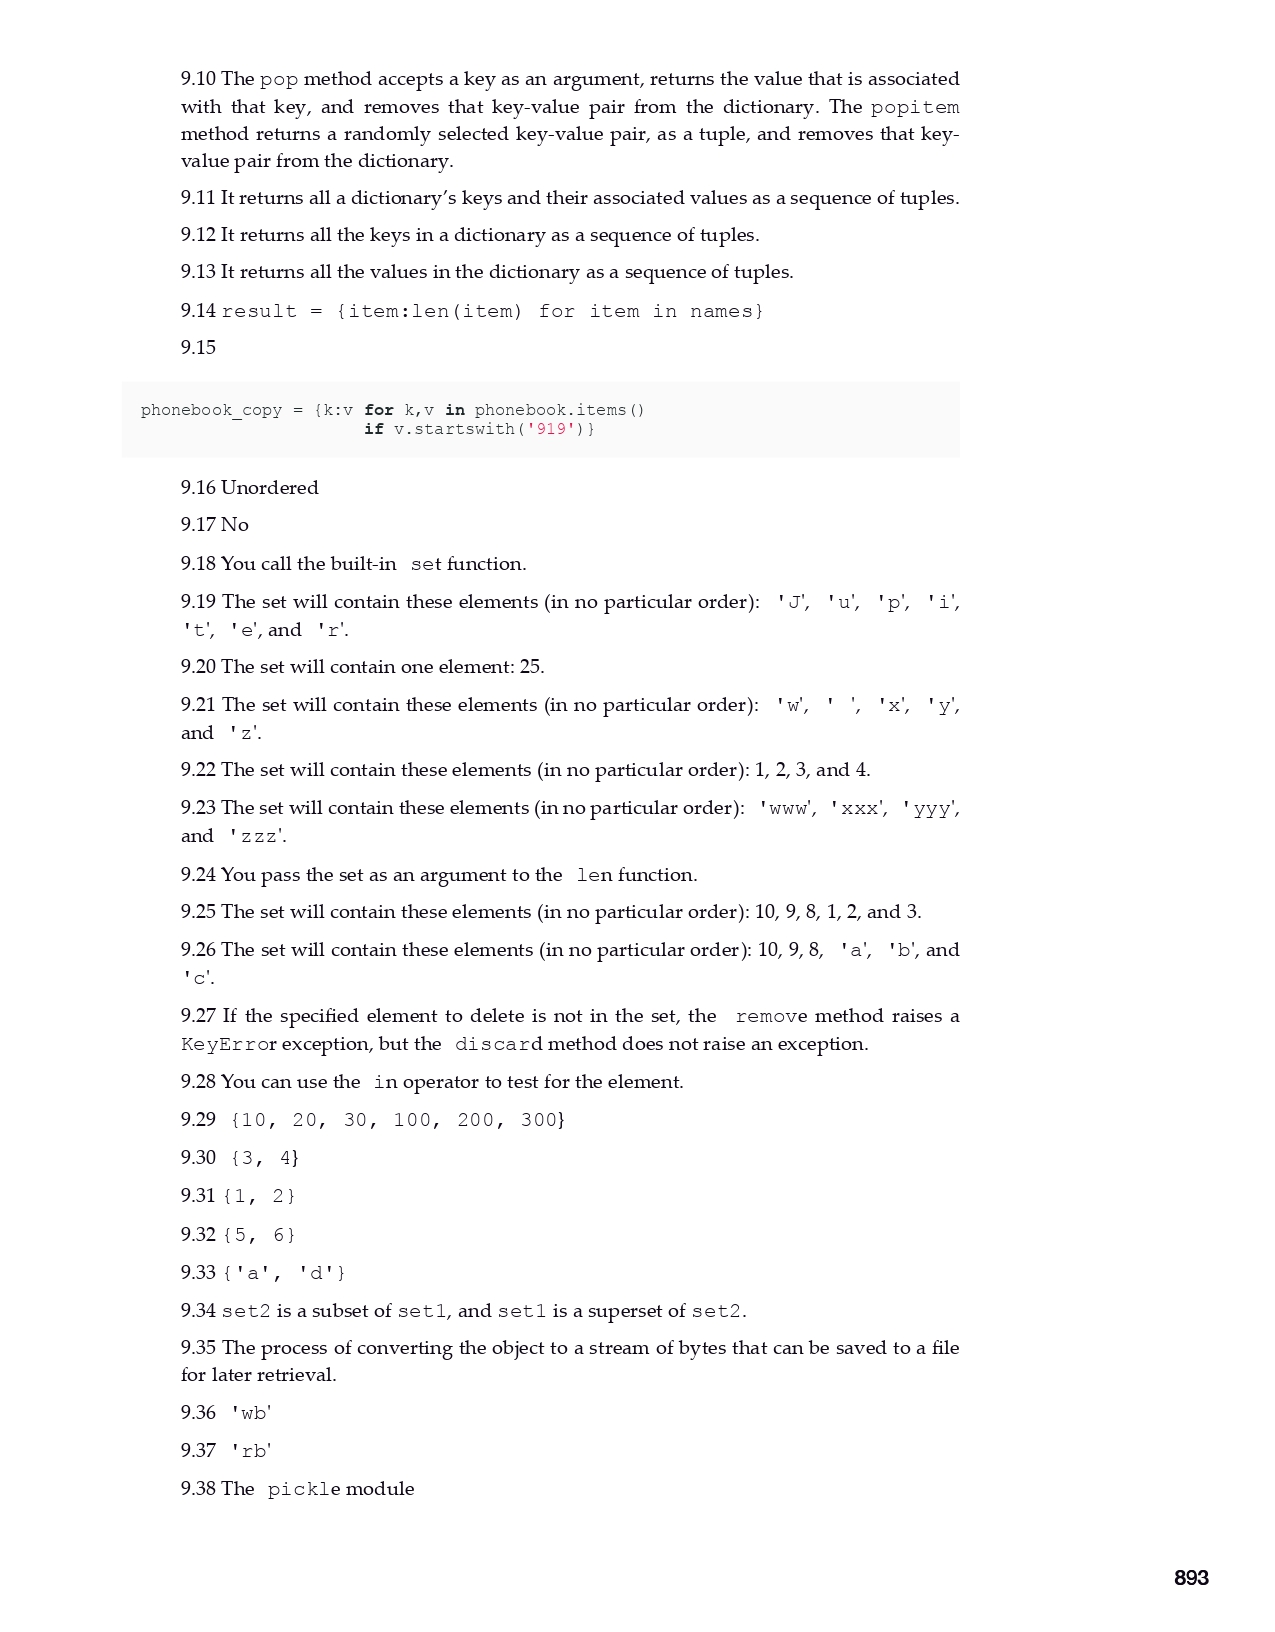 9.10 The pop method accepts a key as an argument, returns the value that is associated
with that key, and removes that key-value pair from the dictionary. The popitem
method returns a randomly selected key-value pair, as a tuple, and removes that key-
value pair from the dictionary.
9.11 It returns all a dictionary’s keys and their associated values as a sequence of tuples.
9.12 It returns all the keys in a dictionary as a sequence of tuples.
9.13 It returns all the values in the dictionary as a sequence of tuples.
9.14 result = {item:len(item) for item in names}
9.15
phonebook_copy = {k:v for k,v in phonebook.items()
if v.startswith('919')}
9.16 Unordered
9.17 No
9.18 You call the built-in set function.
9.19 The set will contain these elements (in no particular order): 'J', 'u', 'p', 'i',
't', 'e', and 'r'.
9.20 The set will contain one element: 25.
9.21 The set will contain these elements (in no particular order): 'w', ' ', 'x', 'y',
and 'z'.
9.22 The set will contain these elements (in no particular order): 1, 2, 3, and 4.
9.23 The set will contain these elements (in no particular order): 'www', 'xxx', 'yyy',
and 'zzz'.
9.24 You pass the set as an argument to the len function.
9.25 The set will contain these elements (in no particular order): 10, 9, 8, 1, 2, and 3.
9.26 The set will contain these elements (in no particular order): 10, 9, 8, 'a', 'b', and
'c'.
9.27 If the specified element to delete is not in the set, the remove method raises a
KeyError exception, but the discard method does not raise an exception.
9.28 You can use the in operator to test for the element.
9.29 {10, 20, 30, 100, 200, 300}
9.30 {3, 4}
9.31 {1, 2}
9.32 {5, 6}
9.33 {'a', 'd'}
9.34 set2 is a subset of set1, and set1 is a superset of set2.
9.35 The process of converting the object to a stream of bytes that can be saved to a file
for later retrieval.
9.36 'wb'
9.37 'rb'
9.38 The pickle module
893